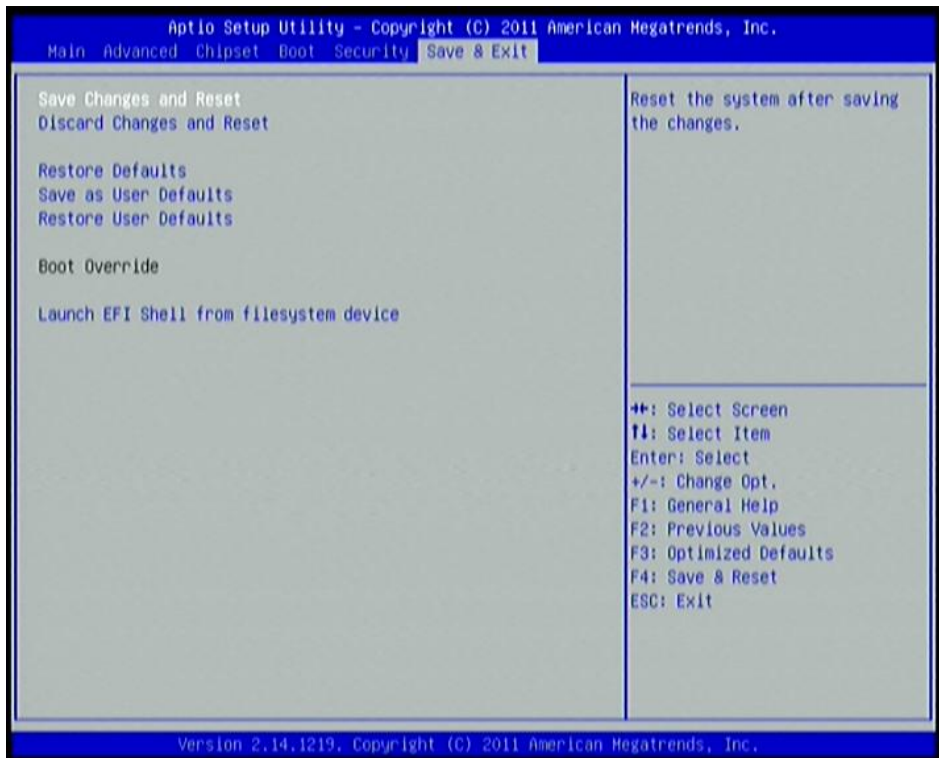 Aptio Setup Utility - Copyright (C) 2011 American Megatrends, Inc.
Main Advanced Chipset Boot Security Save & Exit
Save Changes and Reset
Discard Changes and Reset
Restore Defaults
Save as User Defaults
Restore User Defaults
Boot Override
Launch EFI Shell from filesystem device
Reset the system after saving
the changes.
→←: Select Screen
↑↓: Select Item
Enter: Select
+/-: Change Opt.
F1: General Help
F2: Previous Values
F3: Optimized Defaults
F4: Save & Reset
ESC: Exit
Version 2.14.1219. Copyright (C) 2011 American Megatrends, Inc.